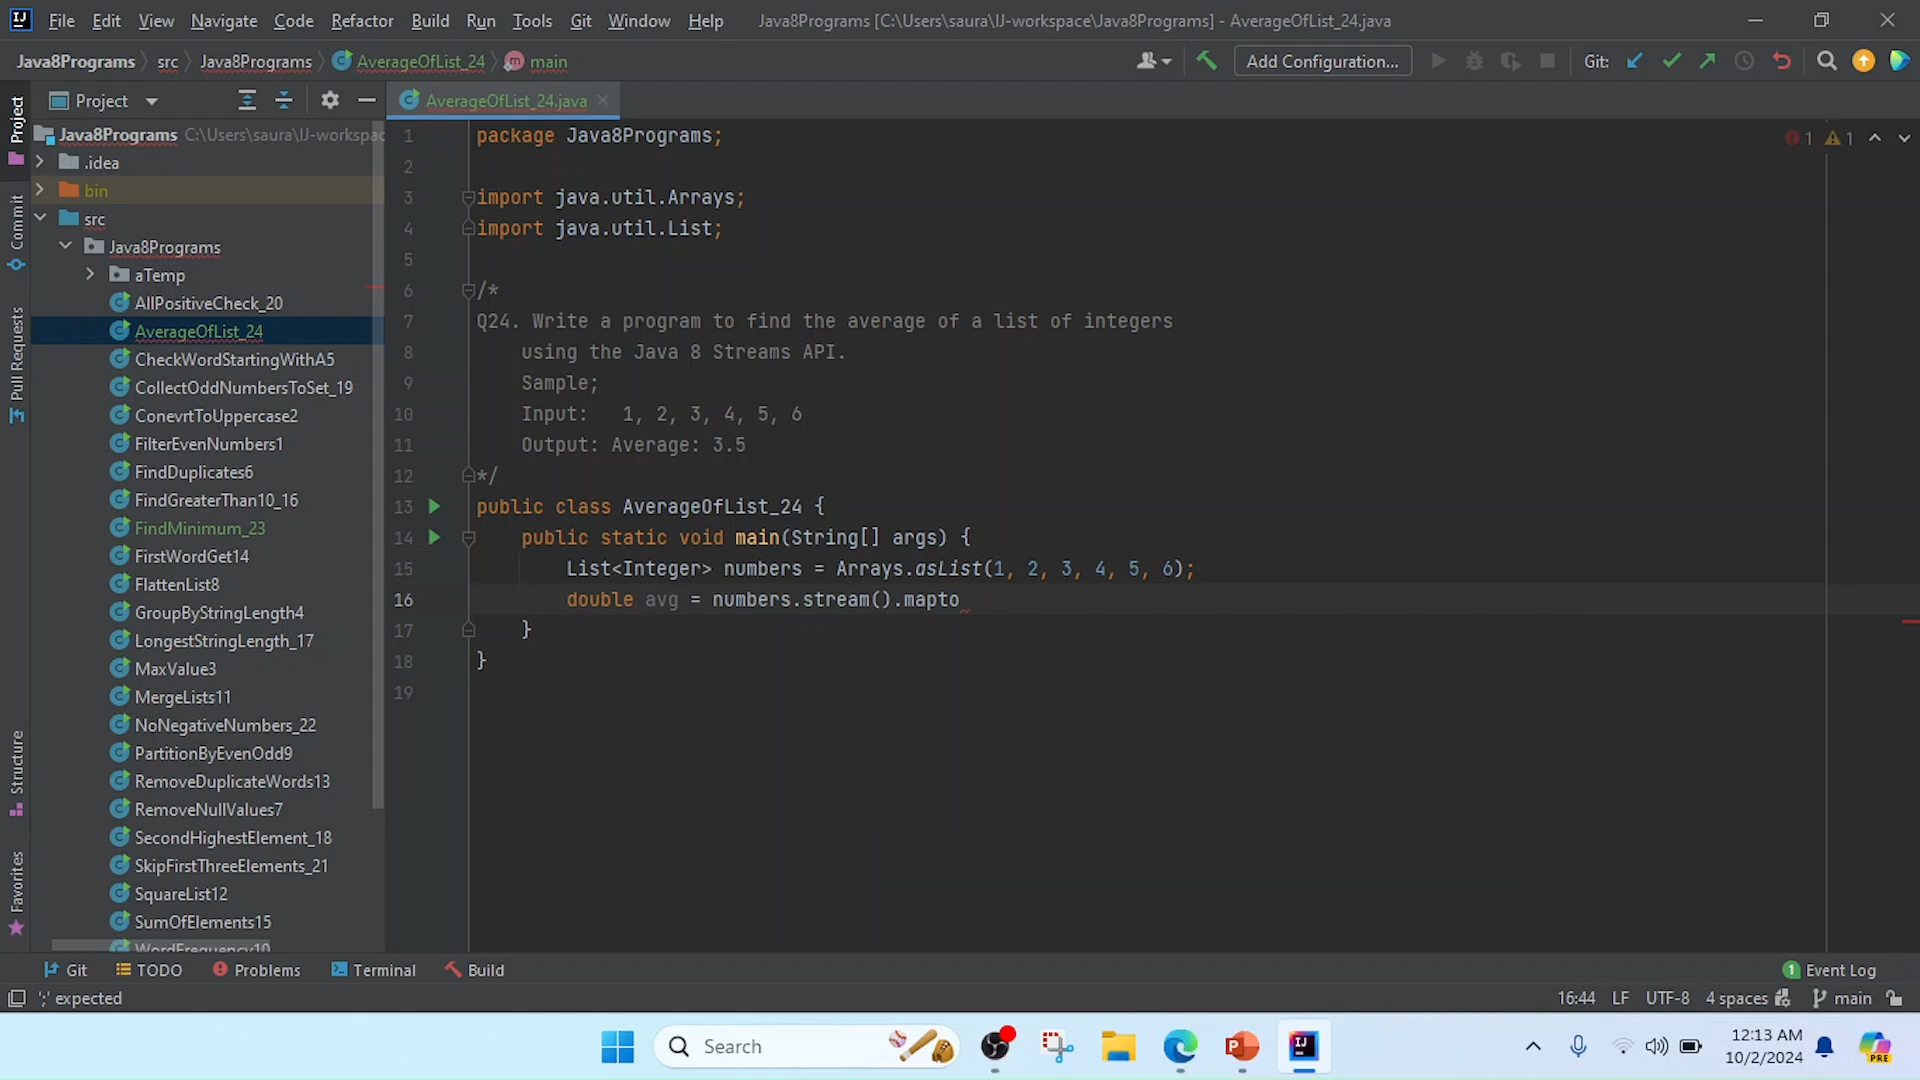 File Edit View Navigate Code Refactor Build Run Tools Git Window Help Java8Programs [C:\Users\saura\IJ-workspace\Java8Programs] - AverageOfList_24.java
Java8Programs src Java8Programs AverageOfList_24 main Add Configuration... Git:
Project AverageOfList_24.java
Java8Programs C:\Users\saura\IJ-workspac
.idea
bin
src
Java8Programs
aTemp
AllPositiveCheck_20
AverageOfList_24
CheckWordStartingWithA5
CollectOddNumbersToSet_19
ConevrtToUppercase2
FilterEvenNumbers1
FindDuplicates6
FindGreaterThan10_16
FindMinimum_23
FirstWordGet14
FlattenList8
GroupByStringLength4
LongestStringLength_17
MaxValue3
MergeLists11
NoNegativeNumbers_22
PartitionByEvenOdd9
RemoveDuplicateWords13
RemoveNullValues7
SecondHighestElement_18
SkipFirstThreeElements_21
SquareList12
SumOfElements15
WordFrequency10
Project
Commit
Pull Requests
Structure
Favorites
1 package Java8Programs;
2
3 import java.util.Arrays;
4 import java.util.List;
5
6 /*
7 Q24. Write a program to find the average of a list of integers
8 using the Java 8 Streams API.
9 Sample;
10 Input: 1, 2, 3, 4, 5, 6
11 Output: Average: 3.5
12 */
13 public class AverageOfList_24 {
14 public static void main(String[] args) {
15 List<Integer> numbers = Arrays.asList(1, 2, 3, 4, 5, 6);
16 double avg = numbers.stream().mapto
17 }
18 }
19
1 1
Git TODO Problems Terminal Build 1 Event Log
';' expected 16:44 LF UTF-8 4 spaces main
Search 12:13 AM
10/2/2024
PRE